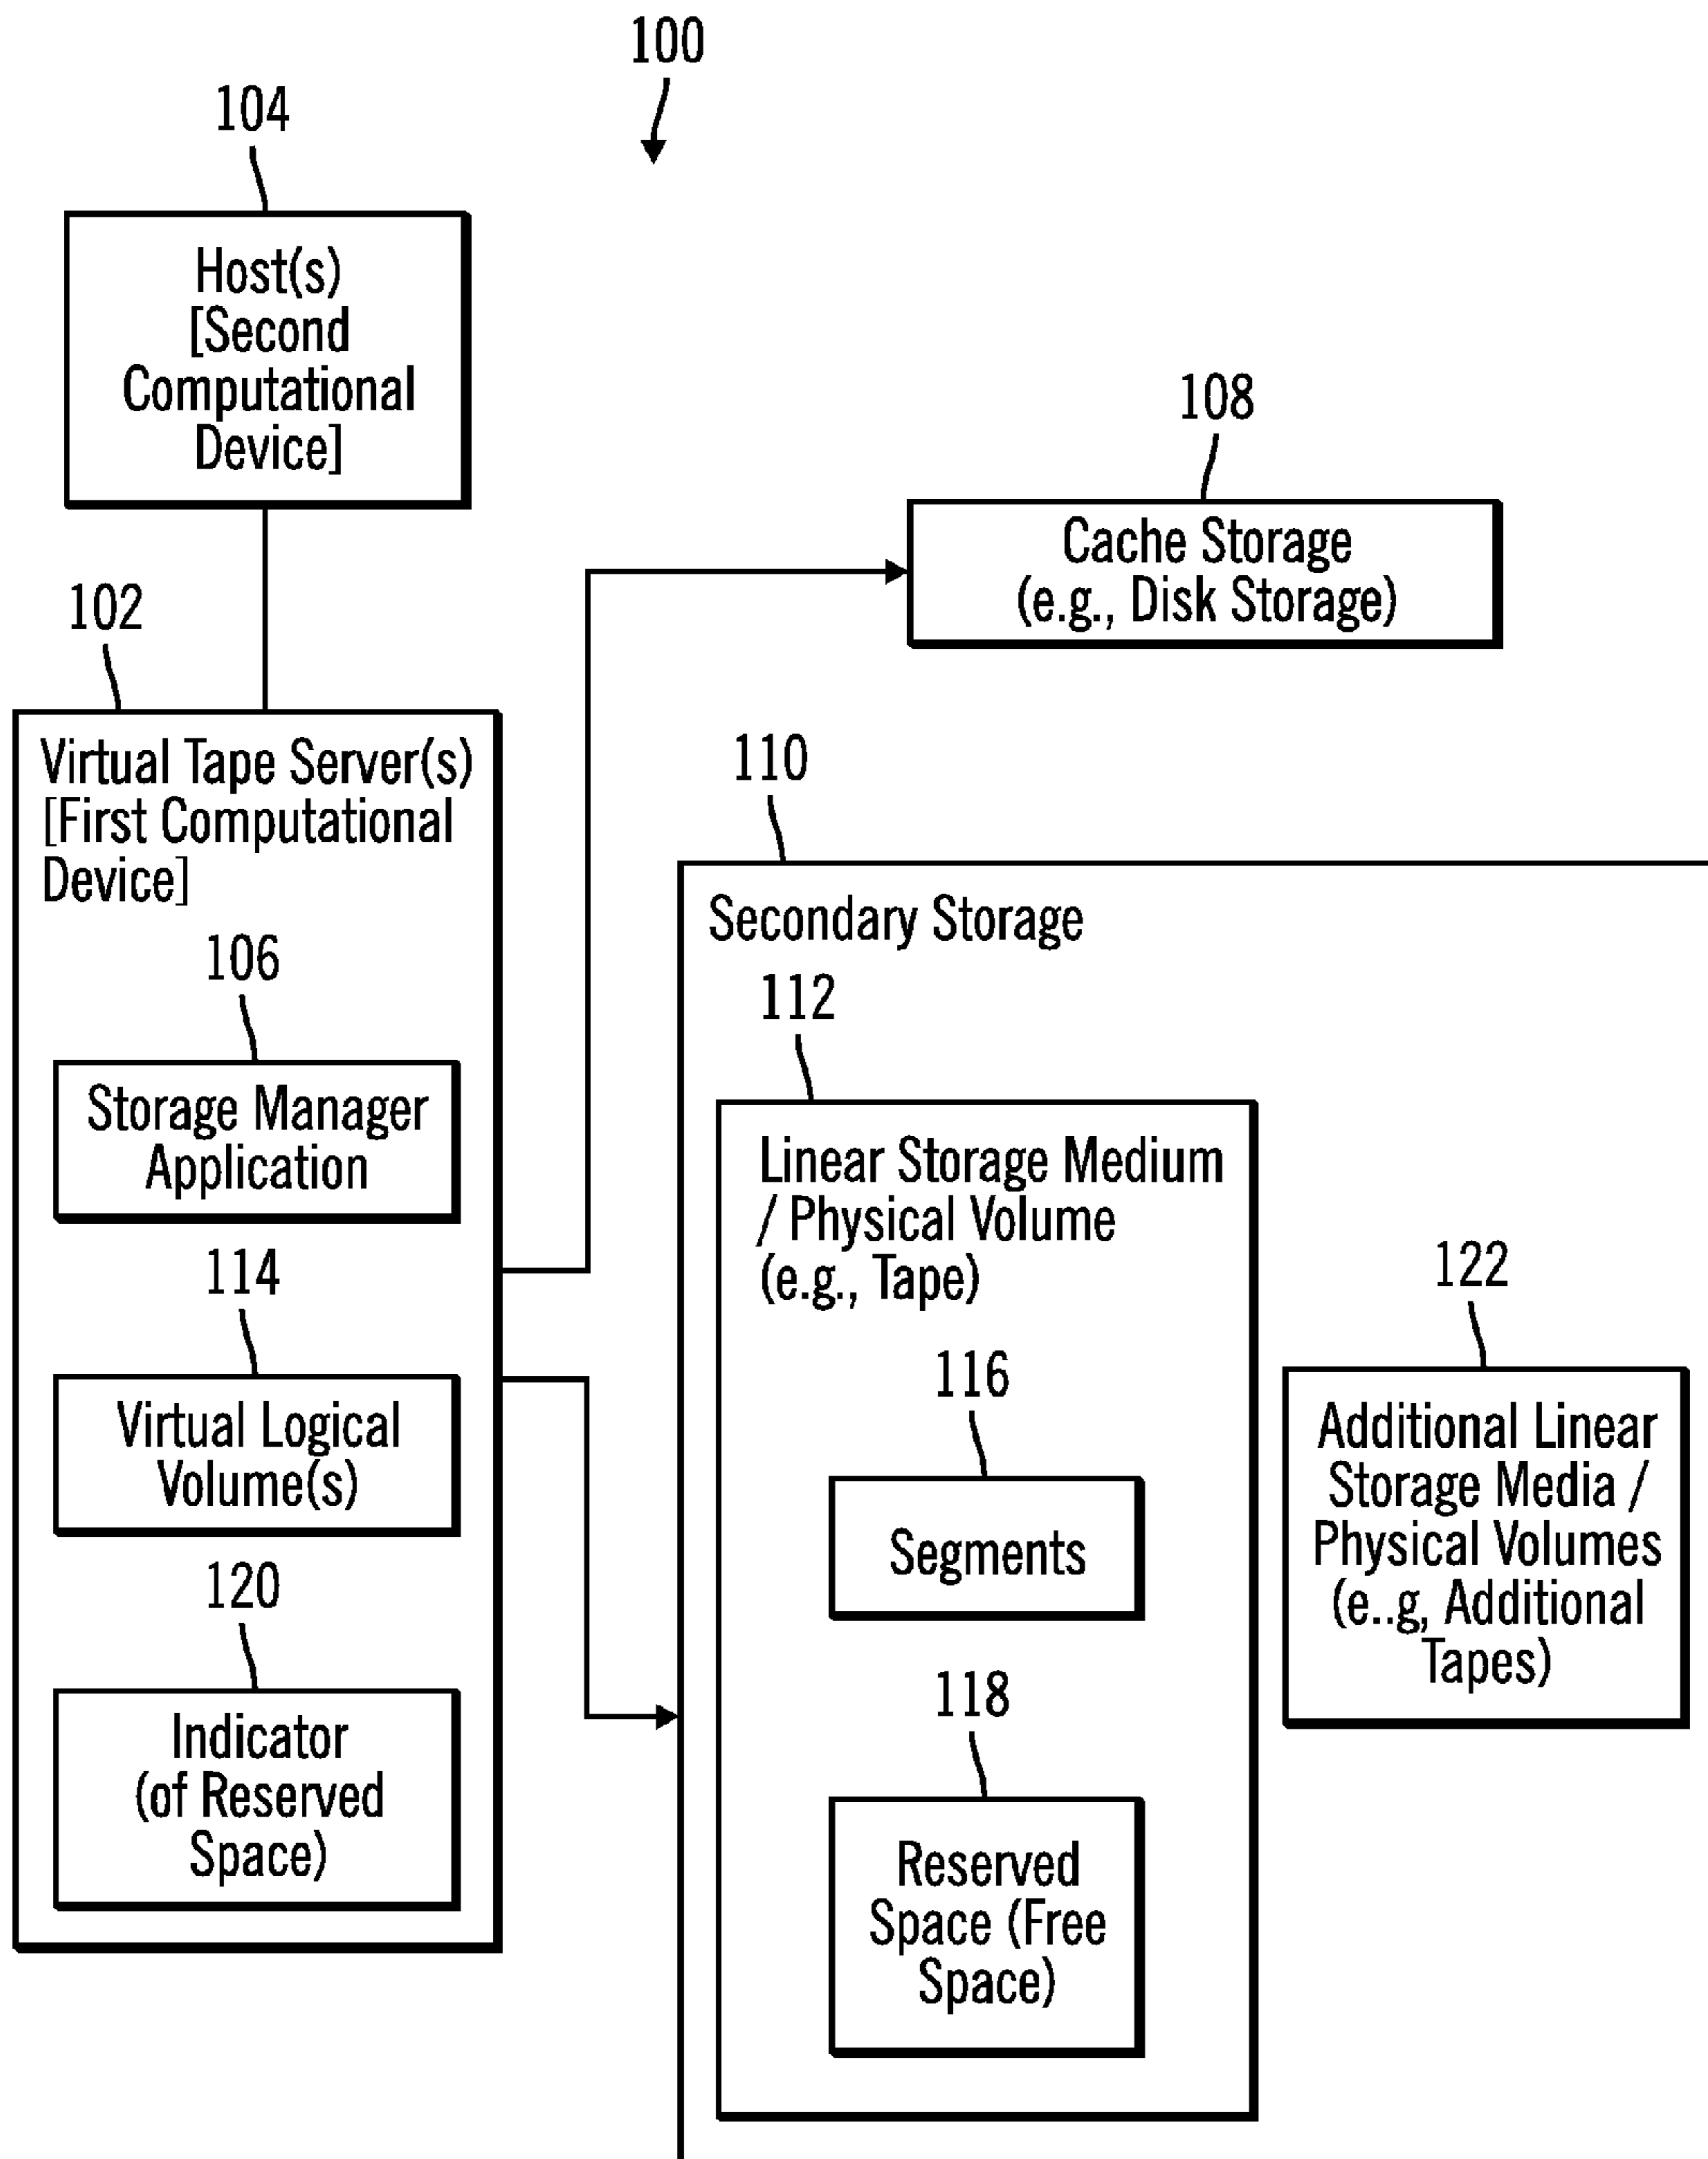 100
104
Host(s)
[Second
Computational
Device]
108
Cache Storage
(e.g., Disk Storage)
102
Virtual Tape Server(s)
[First Computational
Device]
106
Storage Manager
Application
114
Virtual Logical
Volume(s)
120
Indicator
(of Reserved
Space)
110
Secondary Storage
112
Linear Storage Medium
/ Physical Volume
(e.g., Tape)
116
Segments
118
Reserved
Space (Free
Space)
122
Additional Linear
Storage Media /
Physical Volumes
(e..g, Additional
Tapes)